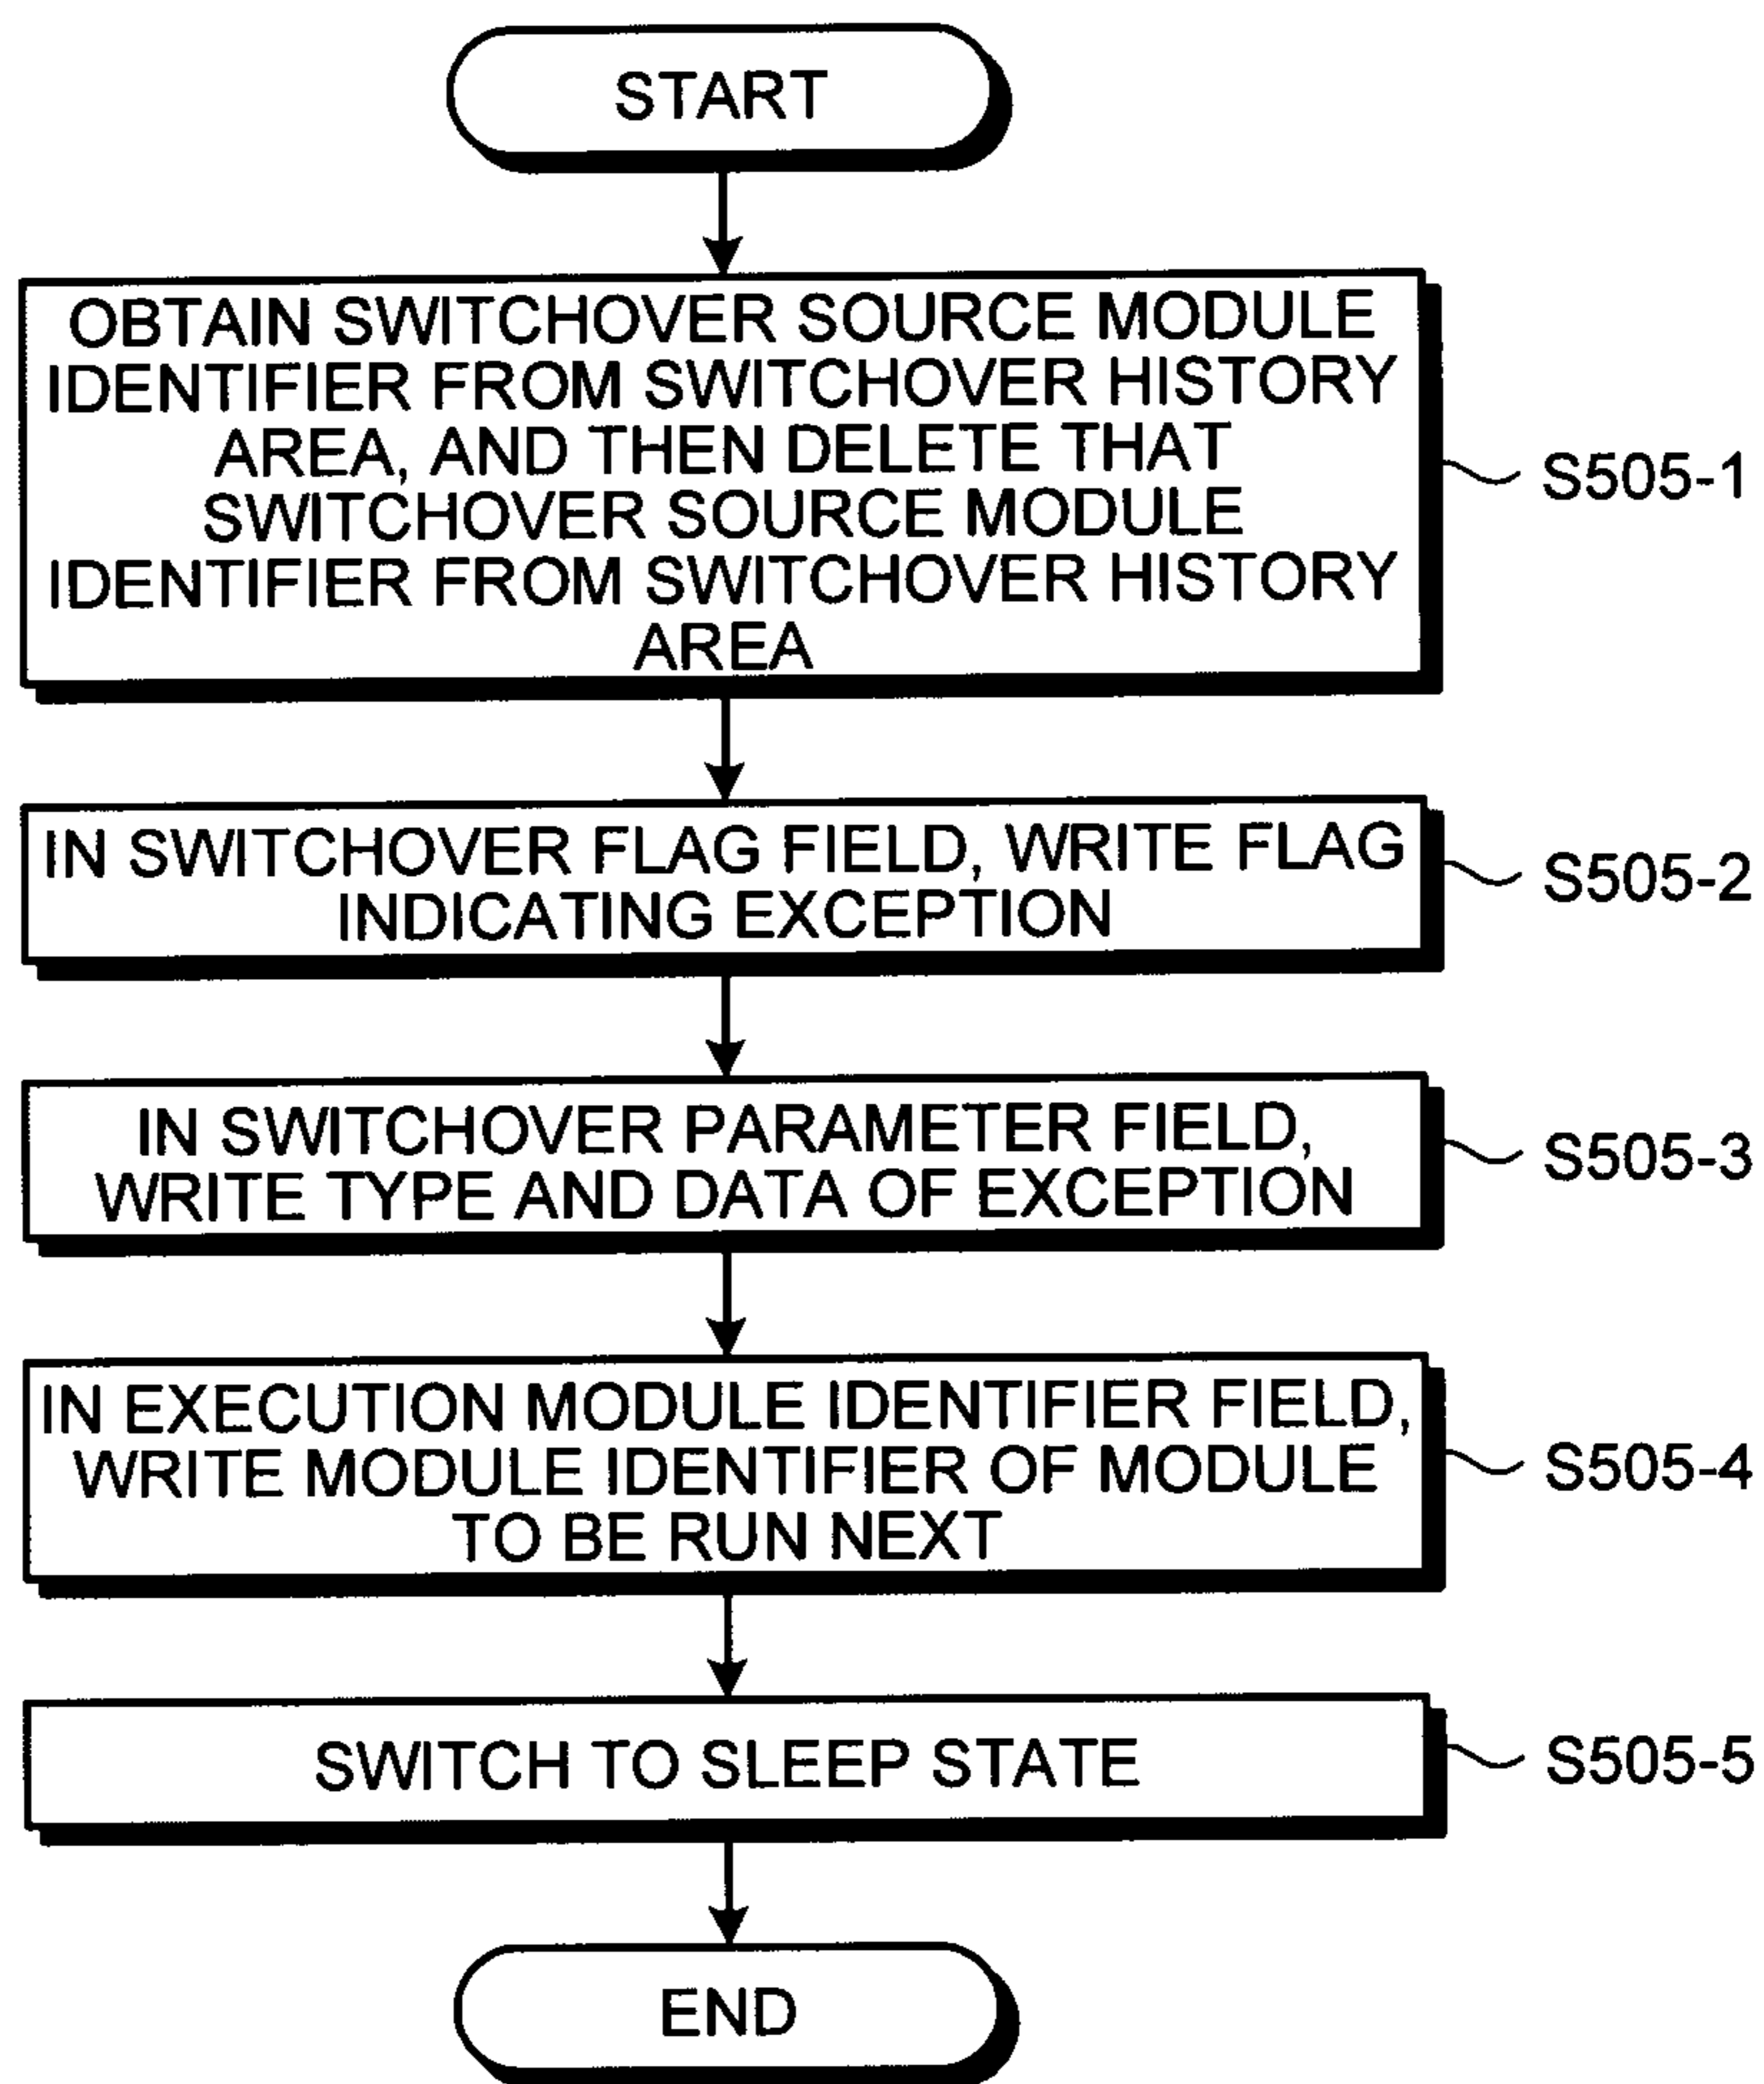 START
OBTAIN SWITCHOVER SOURCE MODULE
IDENTIFIER FROM SWITCHOVER HISTORY
AREA, AND THEN DELETE THAT
SWITCHOVER SOURCE MODULE
IDENTIFIER FROM SWITCHOVER HISTORY
AREA
S505-1
IN SWITCHOVER FLAG FIELD, WRITE FLAG
INDICATING EXCEPTION
S505-2
IN SWITCHOVER PARAMETER FIELD,
WRITE TYPE AND DATA OF EXCEPTION
S505-3
IN EXECUTION MODULE IDENTIFIER FIELD,
WRITE MODULE IDENTIFIER OF MODULE
TO BE RUN NEXT
S505-4
SWITCH TO SLEEP STATE
S505-5
END